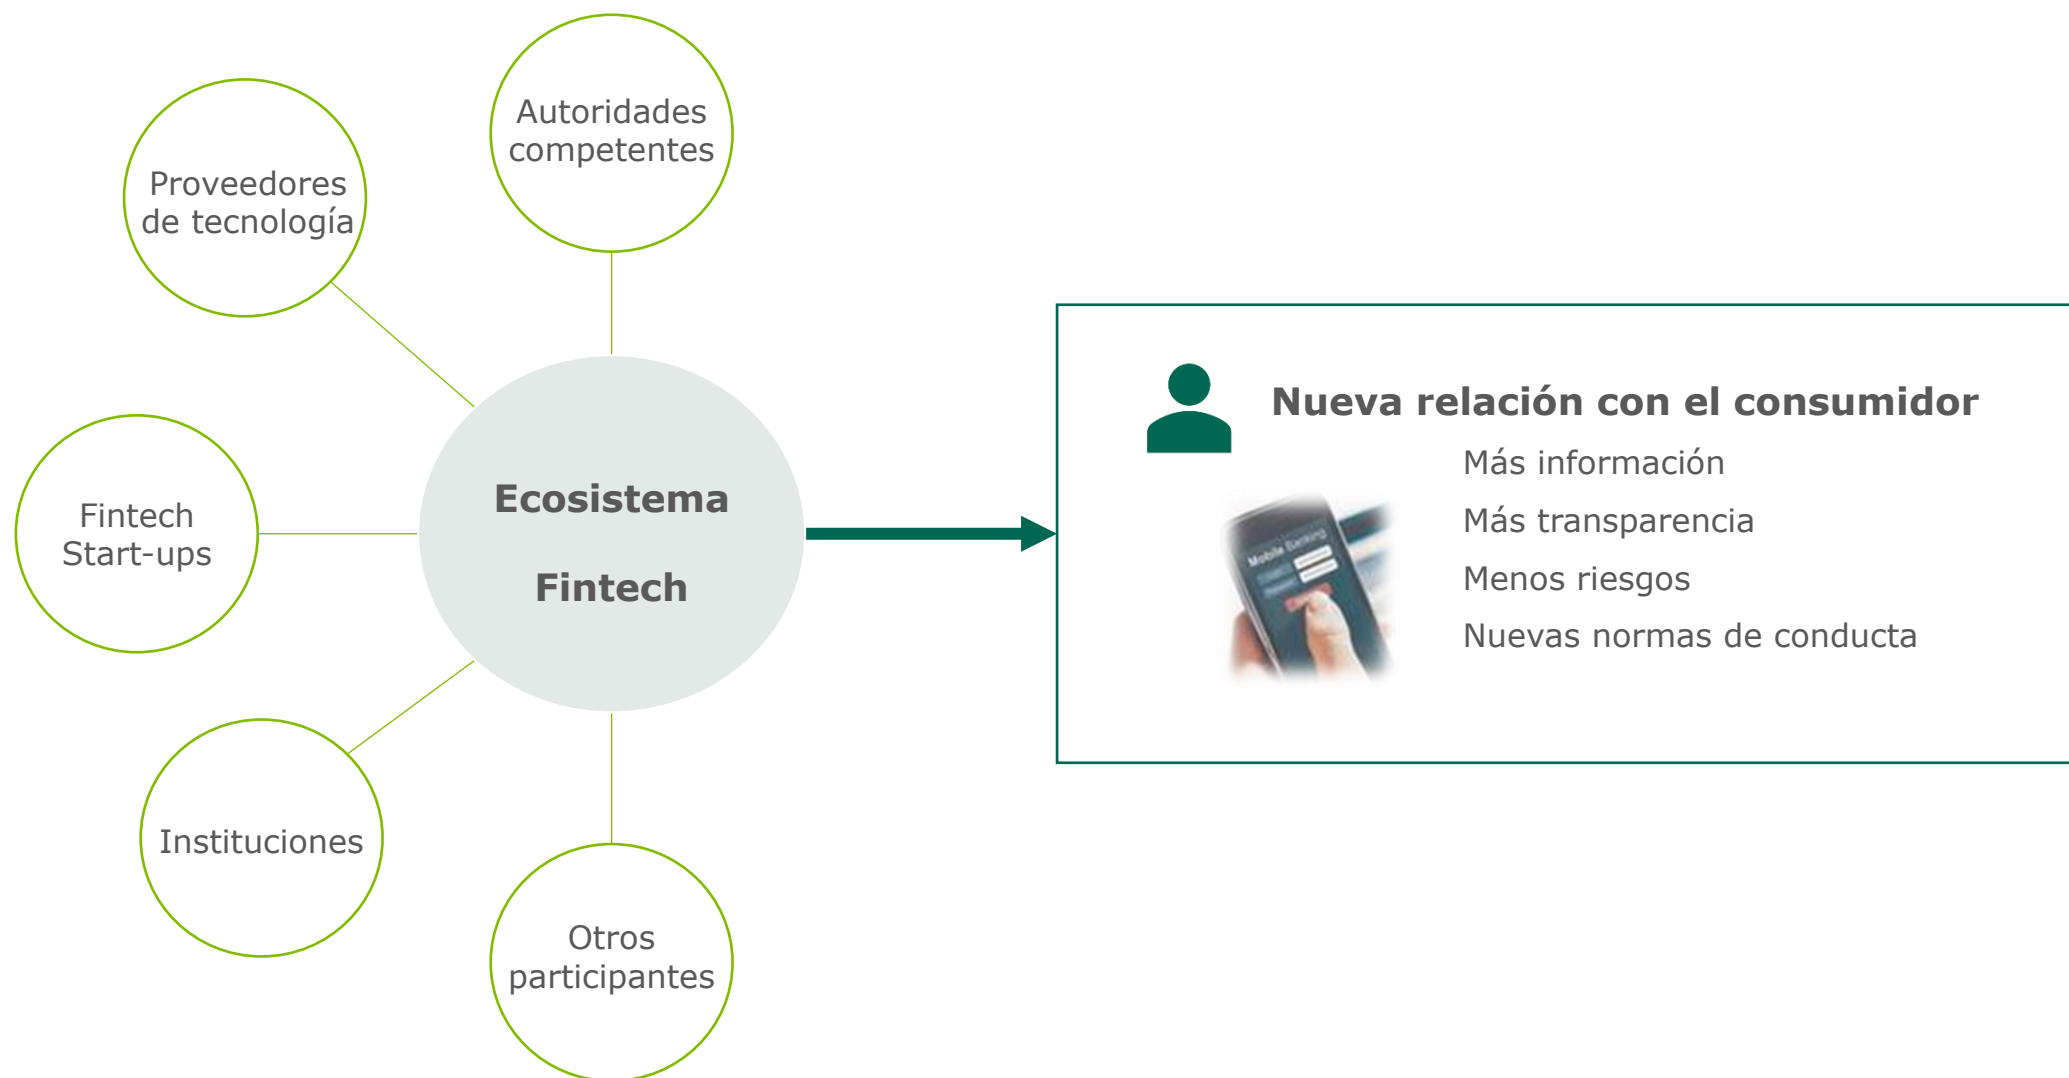 Autoridades
competentes
Proveedores
de tecnología
Fintech
Start-ups
Instituciones
Otros
participantes
Ecosistema
Fintech
Nueva relación con el consumidor
Más información
Más transparencia
Menos riesgos
Nuevas normas de conducta
Mobile Banking